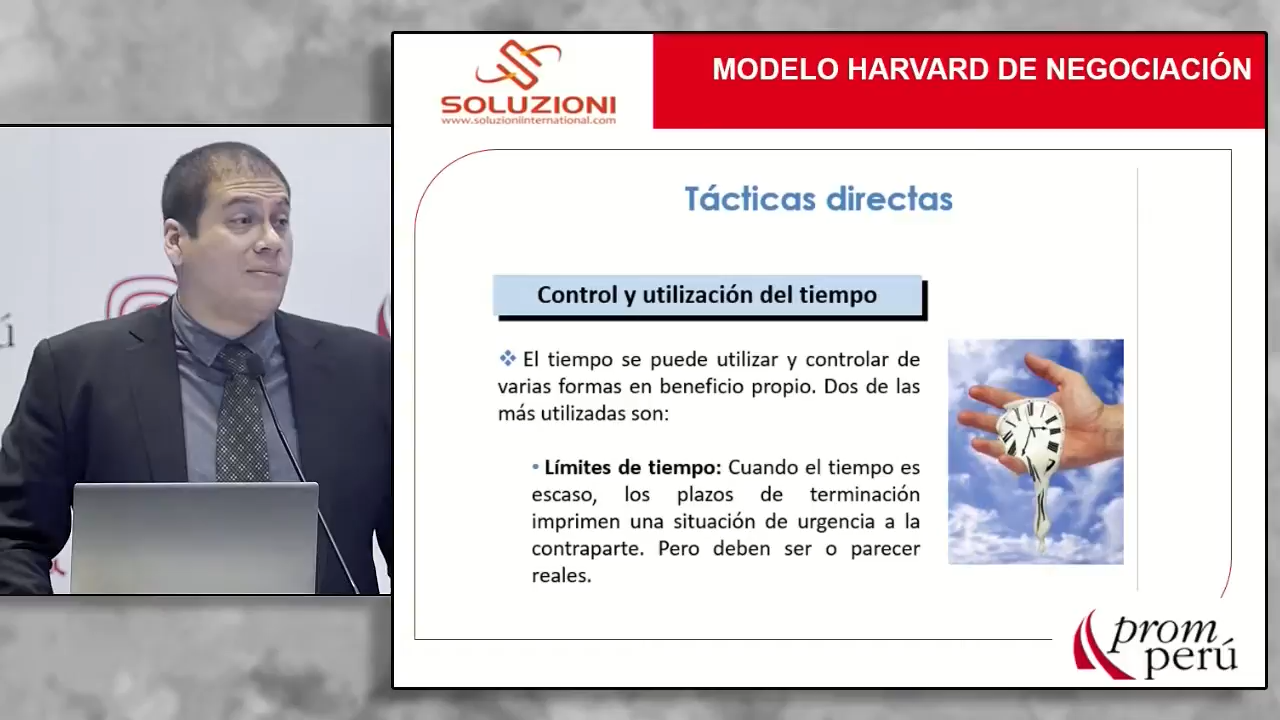 SOLUZIONI
www.soluzioniinternational.com
MODELO HARVARD DE NEGOCIACIÓN
Tácticas directas
Control y utilización del tiempo
❖ El tiempo se puede utilizar y controlar de
varias formas en beneficio propio. Dos de las
más utilizadas son:
• Límites de tiempo: Cuando el tiempo es
escaso, los plazos de terminación
imprimen una situación de urgencia a la
contraparte. Pero deben ser o parecer
reales.
prom
perú